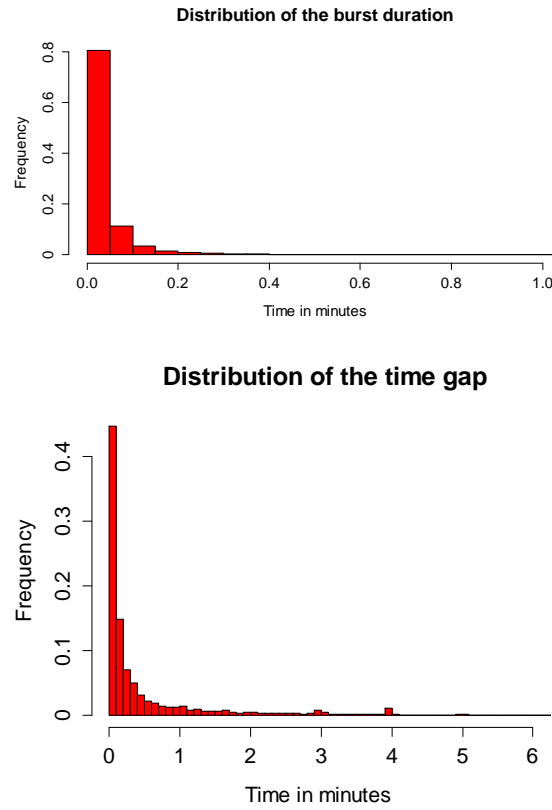 Distribution of the burst duration
Frequency
0.8
0.6
0.4
0.2
0
0.0 0.2 0.4 0.6 0.8 1.0
Time in minutes
Distribution of the time gap
Frequency
0.4
0.3
0.2
0.1
0
0 1 2 3 4 5 6
Time in minutes